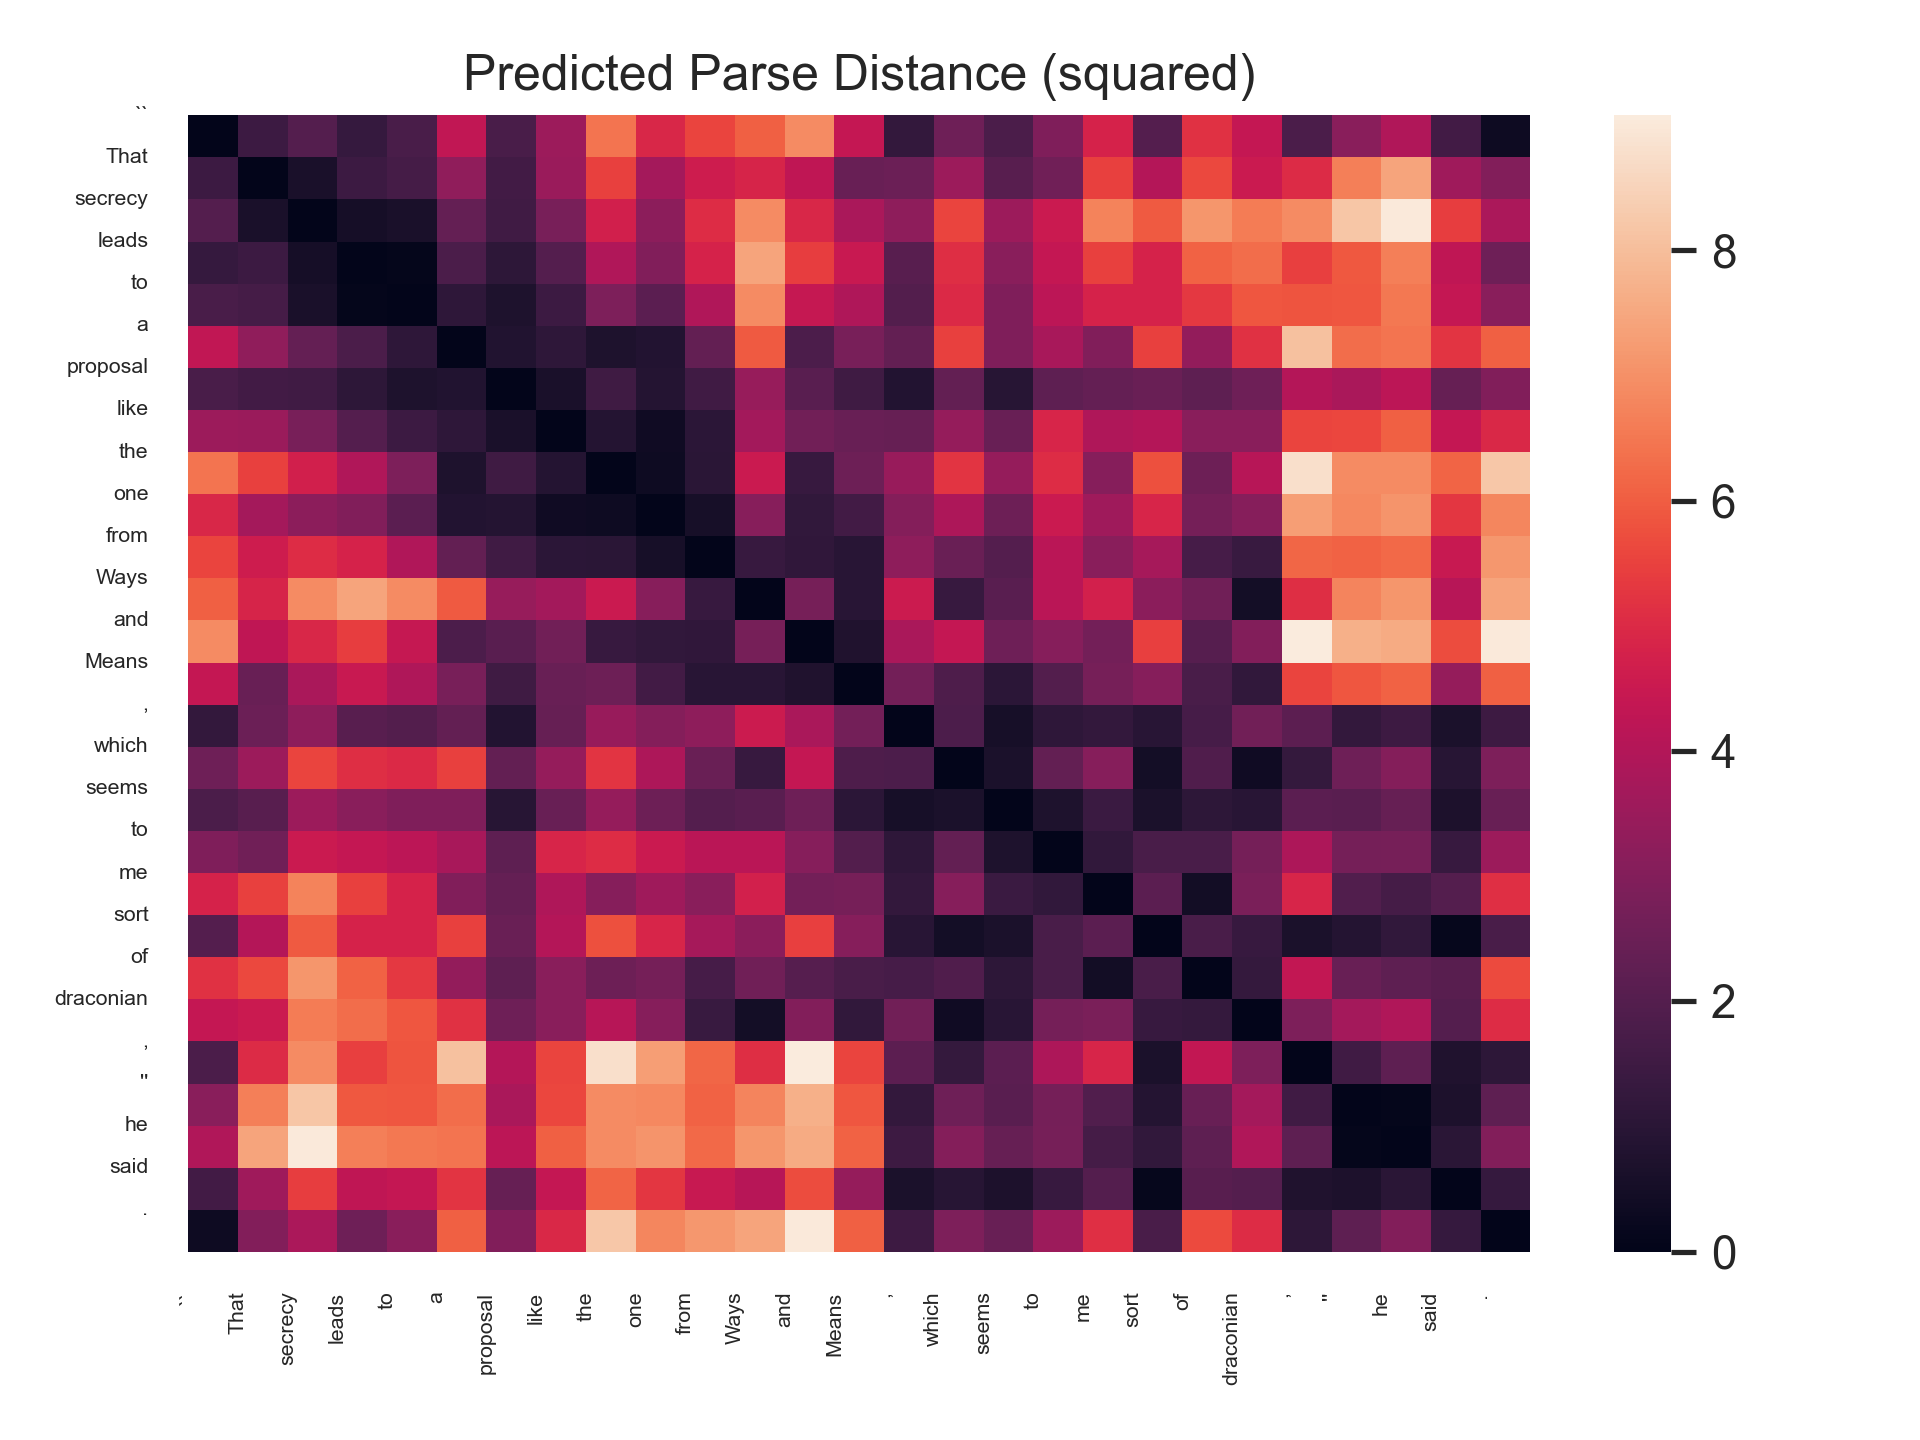 Predicted Parse Distance (squared)
``
That
secrecy
leads
to
a
proposal
like
the
one
from
Ways
and
Means
,
which
seems
to
me
sort
of
draconian
,
''
he
said
.
8
6
4
2
0
`` That secrecy leads to a proposal like the one from Ways and Means , which seems to me sort of draconian , '' he said .